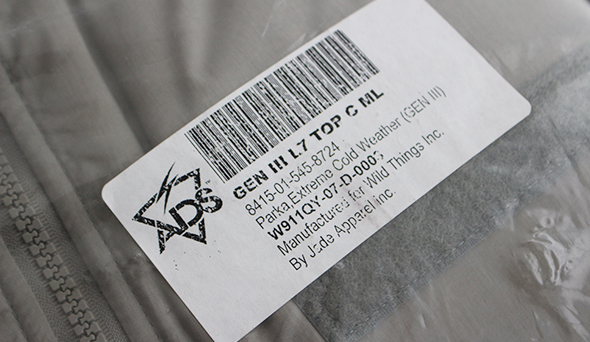 ADS
GEN III L7 TOP C ML
8415-01-545-8724
Parka Extreme Cold Weather (GEN III)
W911QY-07-D-0003
Manufactured for Wild Things Inc.
By Jade Apparel Inc.